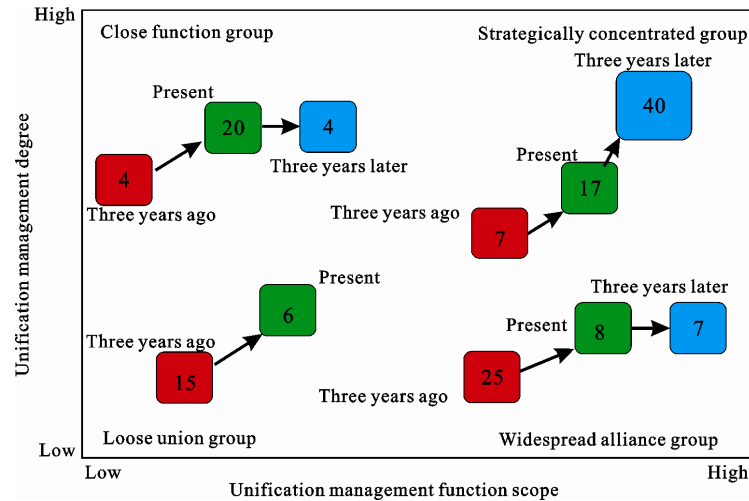 High
Close function group
Strategically concentrated group
Three years later
Present
40
20
4
Three years later
Present
4
17
Three years ago
Three years ago
7
Unification management degree
Present
Three years later
6
Present
8
7
Three years ago
15
25
Three years ago
Loose union group
Widespread alliance group
Low
Low
High
Unification management function scope